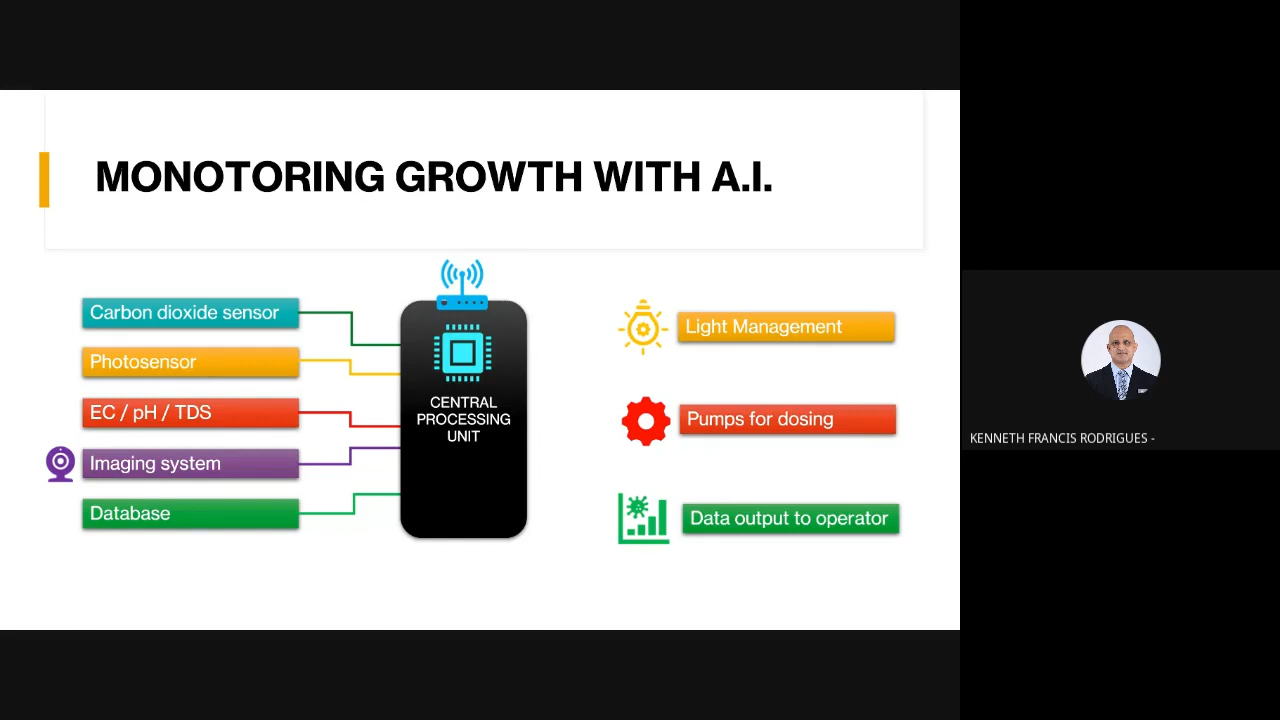 MONOTORING GROWTH WITH A.I.
Carbon dioxide sensor
Photosensor
EC / pH / TDS
Imaging system
Database
CENTRAL
PROCESSING
UNIT
Light Management
Pumps for dosing
Data output to operator
KENNETH FRANCIS RODRIGUES -